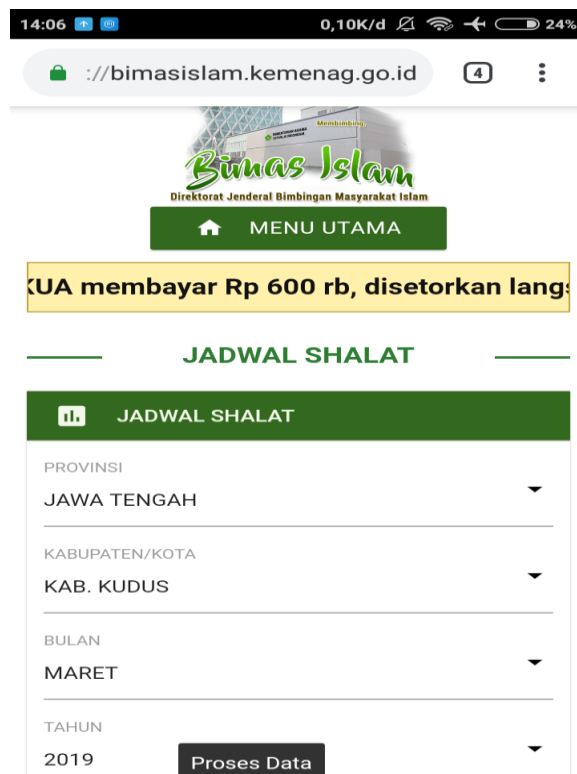 14:06 0,10K/d 24%
://bimasislam.kemenag.go.id 4
Membimbing,
Bimas Islam
Direktorat Jenderal Bimbingan Masyarakat Islam
MENU UTAMA
KUA membayar Rp 600 rb, disetorkan langs
JADWAL SHALAT
JADWAL SHALAT
PROVINSI
JAWA TENGAH
KABUPATEN/KOTA
KAB. KUDUS
BULAN
MARET
TAHUN
2019
Proses Data